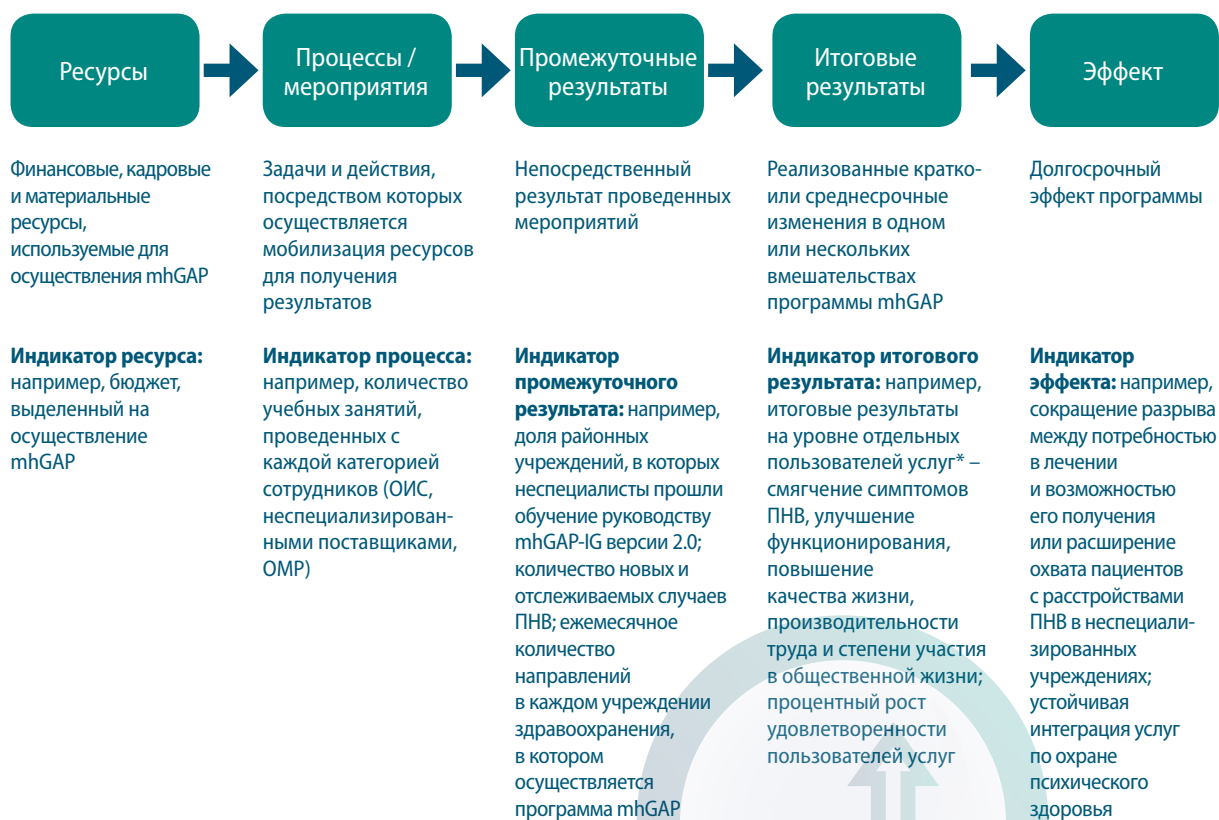 Ресурсы
Процессы /
мероприятия
Промежуточные
результаты
Итоговые
результаты
Эффект
Финансовые, кадровые
и материальные
ресурсы,
используемые для
осуществления mhGAP
Задачи и действия,
посредством которых
осуществляется
мобилизация ресурсов
для получения
результатов
Непосредственный
результат проведенных
мероприятий
Реализованные кратко-
или среднесрочные
изменения в одном
или нескольких
вмешательствах
программы mhGAP
Долгосрочный
эффект программы
Индикатор ресурса:
например, бюджет,
выделенный на
осуществление
mhGAP
Индикатор процесса:
например, количество
учебных занятий,
проведенных с
каждой категорией
сотрудников (ОИС,
неспециализирован-
ными поставщиками,
ОМР)
Индикатор
промежуточного
результата: например,
доля районных
учреждений, в которых
неспециалисты прошли
обучение руководству
mhGAP-IG версии 2.0;
количество новых и
отслеживаемых случаев
ПНВ; ежемесячное
количество
направлений
в каждом учреждении
здравоохранения,
в котором
осуществляется
программа mhGAP
Индикатор итогового
результата: например,
итоговые результаты
на уровне отдельных
пользователей услуг* –
смягчение симптомов
ПНВ, улучшение
функционирования,
повышение
качества жизни,
производительности
труда и степени участия
в общественной жизни;
процентный рост
удовлетворенности
пользователей услуг
Индикатор
эффекта: например,
сокращение разрыва
между потребностью
в лечении
и возможностью
его получения
или расширение
охвата пациентов
с расстройствами
ПНВ в неспециали-
зированных
учреждениях;
устойчивая
интеграция услуг
по охране
психического
здоровья